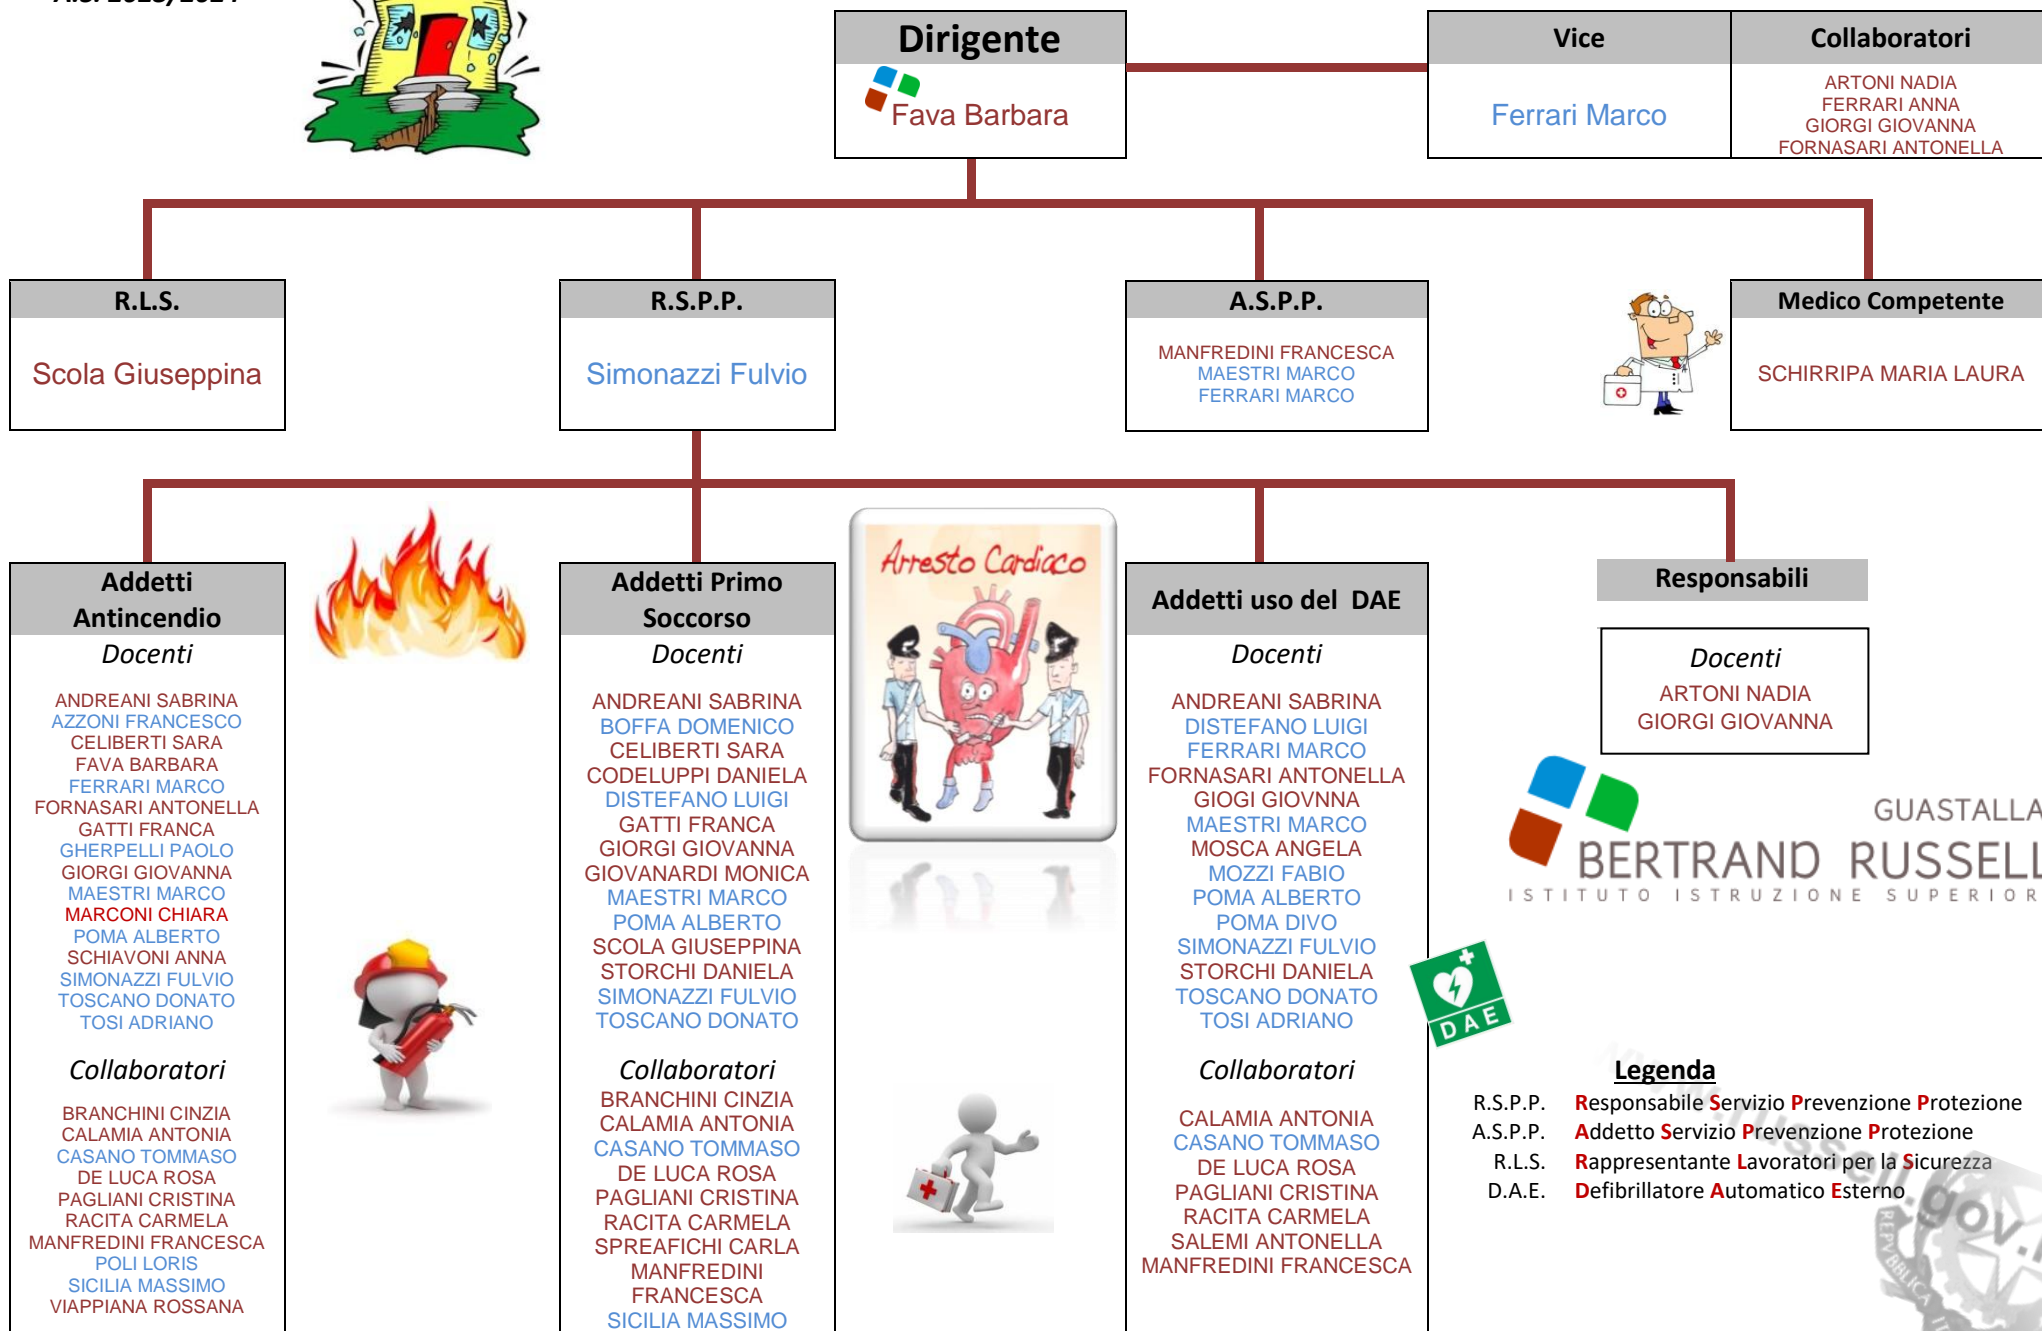 Dirigente
Fava Barbara
Vice
Ferrari Marco
Collaboratori
ARTONI NADIA
FERRARI ANNA
GIORGI GIOVANNA
FORNASARI ANTONELLA
R.L.S.
Scola Giuseppina
R.S.P.P.
Simonazzi Fulvio
A.S.P.P.
MANFREDINI FRANCESCA
MAESTRI MARCO
FERRARI MARCO
Medico Competente
SCHIRRIPA MARIA LAURA
Addetti
Antincendio
Docenti
ANDREANI SABRINA
AZZONI FRANCESCO
CELIBERTI SARA
FAVA BARBARA
FERRARI MARCO
FORNASARI ANTONELLA
GATTI FRANCA
GHERPELLI PAOLO
GIORGI GIOVANNA
MAESTRI MARCO
MARCONI CHIARA
POMA ALBERTO
SCHIAVONI ANNA
SIMONAZZI FULVIO
TOSCANO DONATO
TOSI ADRIANO
Collaboratori
BRANCHINI CINZIA
CALAMIA ANTONIA
CASANO TOMMASO
DE LUCA ROSA
PAGLIANI CRISTINA
RACITA CARMELA
MANFREDINI FRANCESCA
POLI LORIS
SICILIA MASSIMO
VIAPPIANA ROSSANA
Addetti Primo
Soccorso
Docenti
ANDREANI SABRINA
BOFFA DOMENICO
CELIBERTI SARA
CODELUPPI DANIELA
DISTEFANO LUIGI
GATTI FRANCA
GIORGI GIOVANNA
GIOVANARDI MONICA
MAESTRI MARCO
POMA ALBERTO
SCOLA GIUSEPPINA
STORCHI DANIELA
SIMONAZZI FULVIO
TOSCANO DONATO
Collaboratori
BRANCHINI CINZIA
CALAMIA ANTONIA
CASANO TOMMASO
DE LUCA ROSA
PAGLIANI CRISTINA
RACITA CARMELA
SPREAFICHI CARLA
MANFREDINI
FRANCESCA
SICILIA MASSIMO
Arresto Cardiaco
Addetti uso del DAE
Docenti
ANDREANI SABRINA
DISTEFANO LUIGI
FERRARI MARCO
FORNASARI ANTONELLA
GIOGI GIOVNNA
MAESTRI MARCO
MOSCA ANGELA
MOZZI FABIO
POMA ALBERTO
POMA DIVO
SIMONAZZI FULVIO
STORCHI DANIELA
TOSCANO DONATO
TOSI ADRIANO
Collaboratori
CALAMIA ANTONIA
CASANO TOMMASO
DE LUCA ROSA
PAGLIANI CRISTINA
RACITA CARMELA
SALEMI ANTONELLA
MANFREDINI FRANCESCA
Responsabili
Docenti
ARTONI NADIA
GIORGI GIOVANNA
GUASTALLA
BERTRAND RUSSELL
ISTITUTO ISTRUZIONE SUPERIOR
DAE
Legenda
R.S.P.P. Responsabile Servizio Prevenzione Protezione
A.S.P.P. Addetto Servizio Prevenzione Protezione
R.L.S. Rappresentante Lavoratori per la Sicurezza
D.A.E. Defibrillatore Automatico Esterno